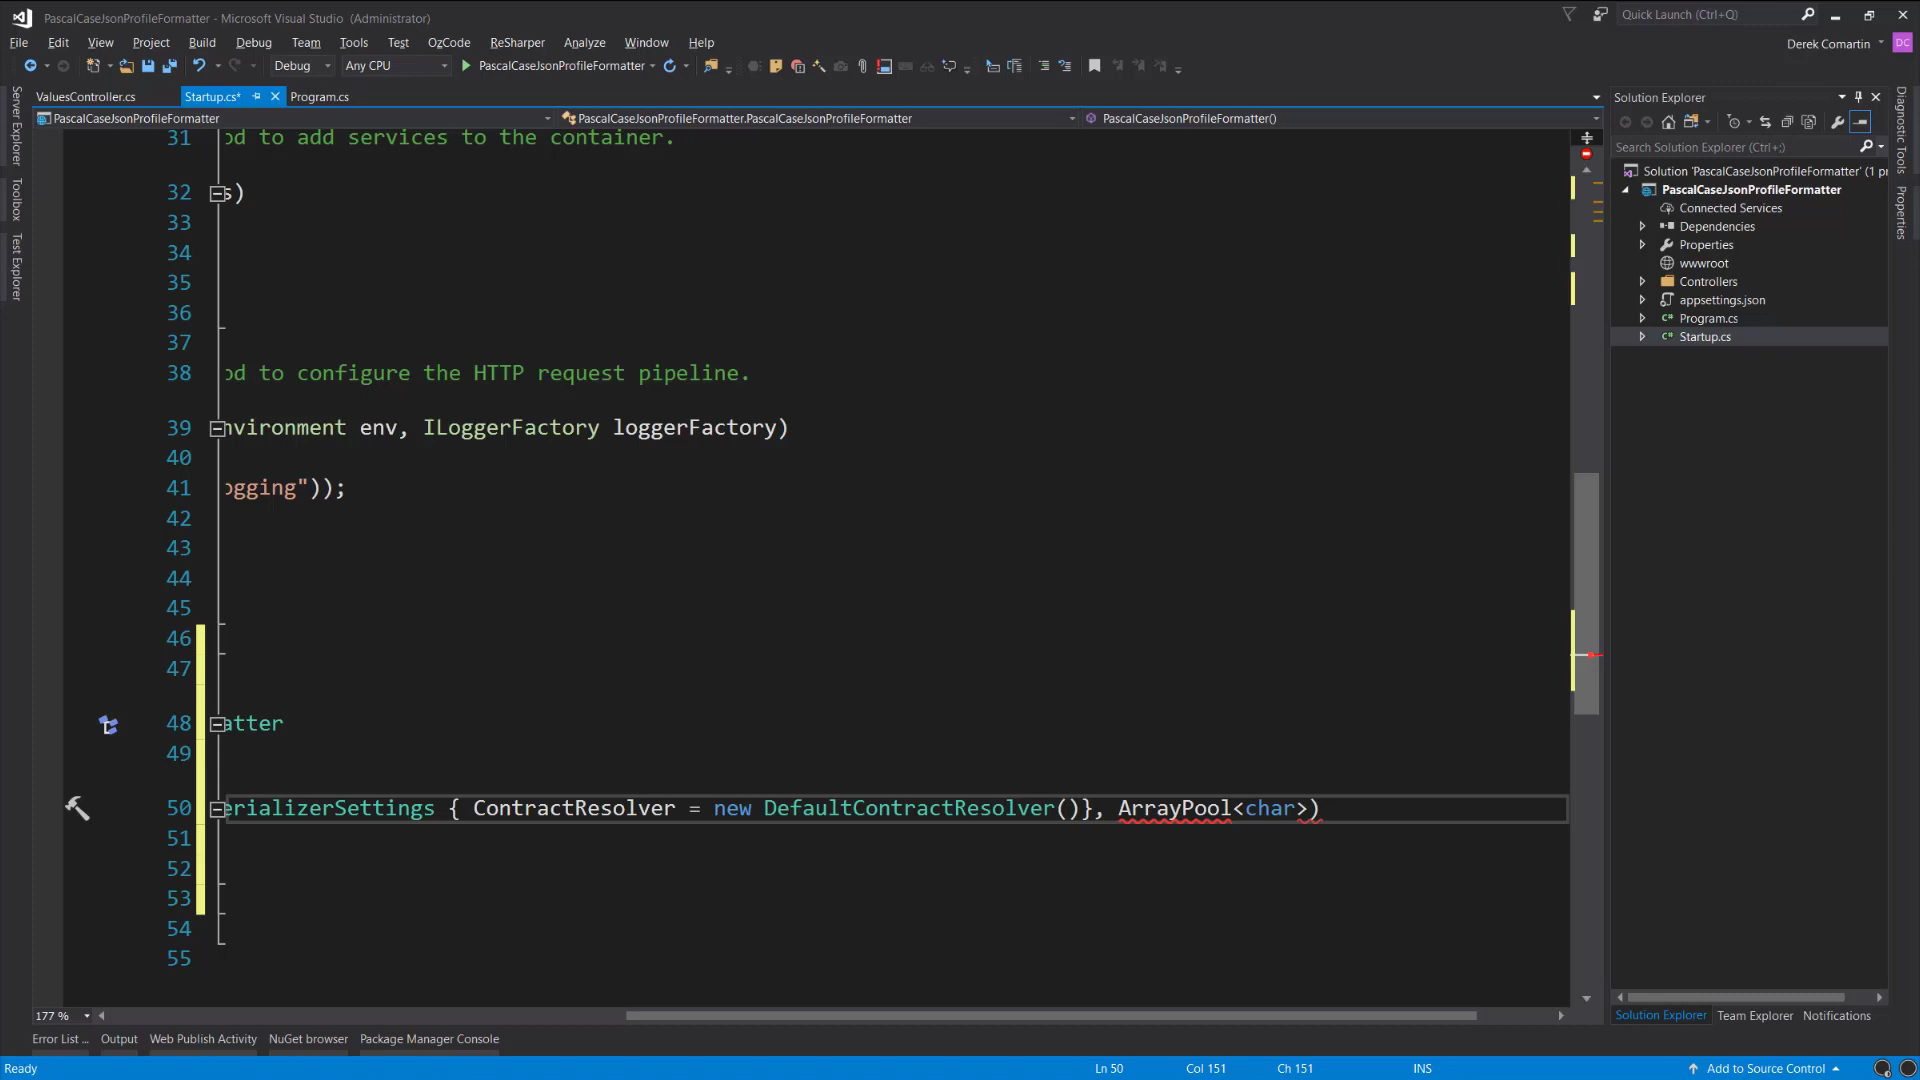 PascalCaseJsonProfileFormatter - Microsoft Visual Studio (Administrator)
Quick Launch (Ctrl+Q)
File Edit View Project Build Debug Team Tools Test OzCode ReSharper Analyze Window Help
Derek Comartin DC
Debug Any CPU PascalCaseJsonProfileFormatter
ValuesController.cs Startup.cs* Program.cs
PascalCaseJsonProfileFormatter PascalCaseJsonProfileFormatter.PascalCaseJsonProfileFormatter PascalCaseJsonProfileFormatter()
Server Explorer
Toolbox
Test Explorer
31 od to add services to the container.
32 s)
33
34
35
36
37
38 od to configure the HTTP request pipeline.
39 nvironment env, ILoggerFactory loggerFactory)
40
41 ogging"));
42
43
44
45
46
47
48 atter
49
50 erializerSettings { ContractResolver = new DefaultContractResolver()}, ArrayPool<char>)
51
52
53
54
55
177 %
Solution Explorer
Search Solution Explorer (Ctrl+;)
Solution 'PascalCaseJsonProfileFormatter' (1 pr
PascalCaseJsonProfileFormatter
Connected Services
Dependencies
Properties
wwwroot
Controllers
appsettings.json
C# Program.cs
C# Startup.cs
Diagnostic Tools
Properties
Solution Explorer Team Explorer Notifications
Error List ... Output Web Publish Activity NuGet browser Package Manager Console
Ready Ln 50 Col 151 Ch 151 INS Add to Source Control